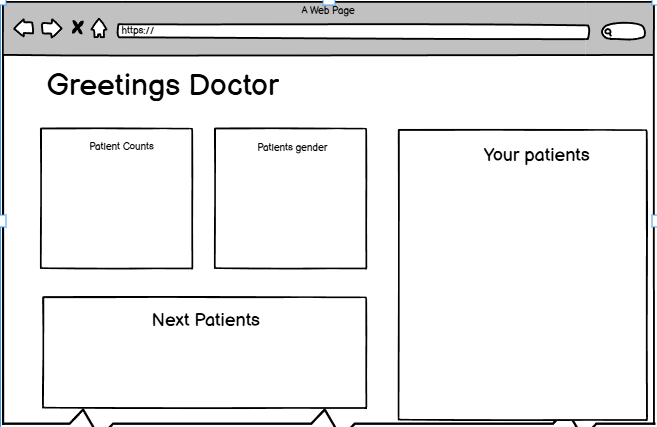 A Web Page
https://
Greetings Doctor
Patient Counts
Patients gender
Your patients
Next Patients